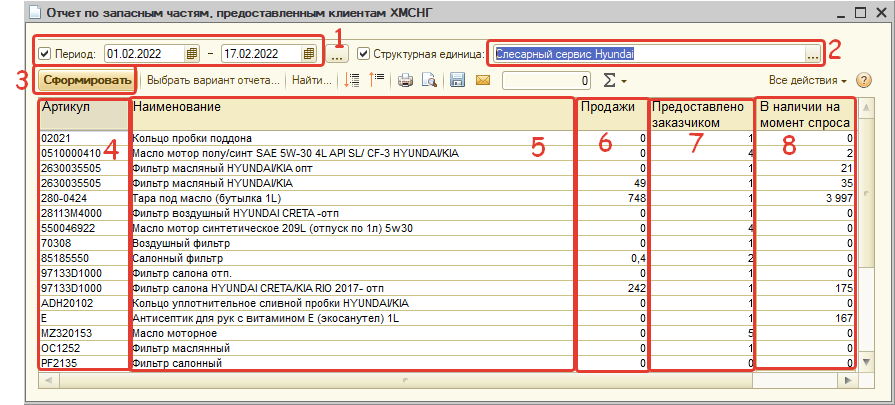 Отчет по запасным частям, предоставленным клиентам ХМСНГ
Период: 01.02.2022 – 17.02.2022 ... 1 Структурная единица: Слесарный сервис Hyundai ... 2
3 Сформировать Выбрать вариант отчета... Найти... 0 Σ Все действия ?
Артикул Наименование Продажи Предоставлено заказчиком В наличии на момент спроса
4 5 6 7 8
02021 Кольцо пробки поддона 0 1 0
0510000410 Масло мотор полу/синт SAE 5W-30 4L API SL/ CF-3 HYUNDAI/KIA 0 4 2
2630035505 Фильтр масляный HYUNDAI/KIA опт 0 1 21
2630035505 Фильтр масляный HYUNDAI/KIA 49 1 35
280-0424 Тара под масло (бутылка 1L) 748 1 3 997
28113M4000 Фильтр воздушный HYUNDAI CRETA -отп 0 1 0
550046922 Масло мотор синтетическое 209L (отпуск по 1л) 5w30 0 4 0
70308 Воздушный фильтр 0 1 0
85185550 Салонный фильтр 0,4 2 0
97133D1000 Фильтр салона отп. 0 1 0
97133D1000 Фильтр салона HYUNDAI CRETA/KIA RIO 2017- отп 242 1 175
ADH20102 Кольцо уплотнительное сливной пробки HYUNDAI/KIA 0 1 0
E Антисептик для рук с витамином Е (экосанутел) 1L 0 1 167
MZ320153 Масло моторное 0 5 0
OC1252 Фильтр маслянный 0 1 0
PF2135 Фильтр салонный 0 0 0